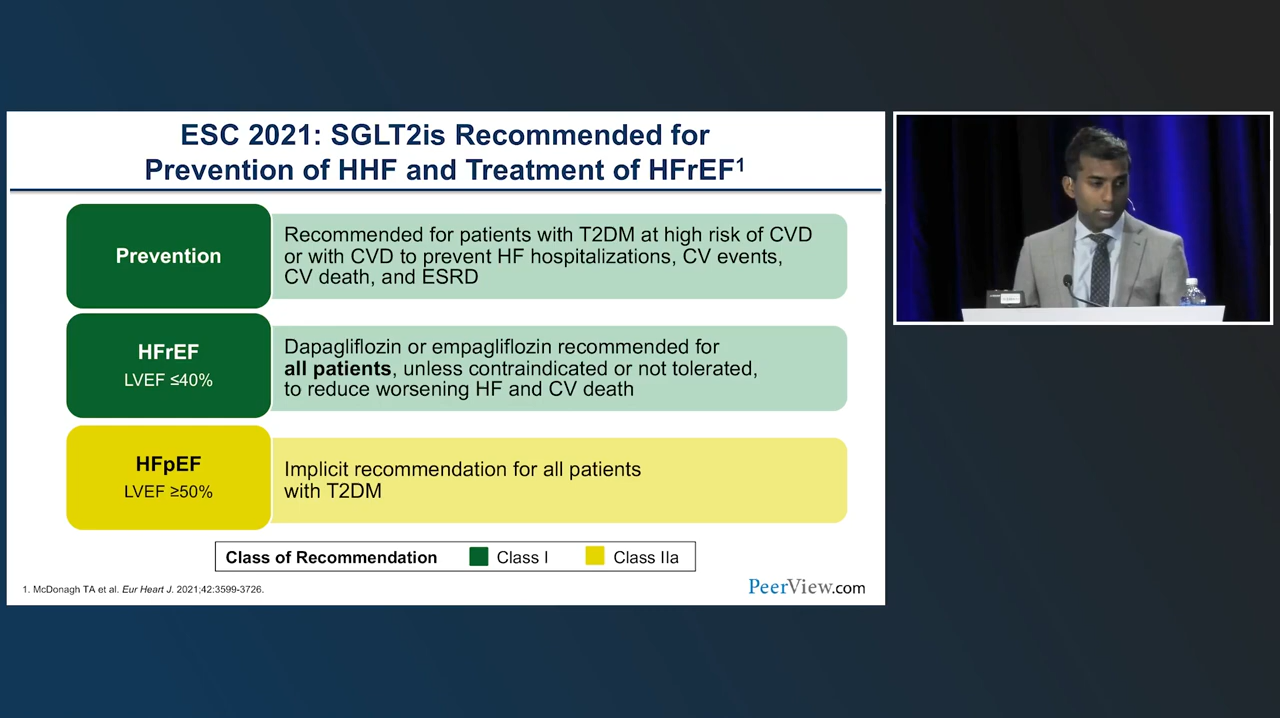 ESC 2021: SGLT2is Recommended for
Prevention of HHF and Treatment of HFrEF¹
Prevention
Recommended for patients with T2DM at high risk of CVD
or with CVD to prevent HF hospitalizations, CV events,
CV death, and ESRD
HFrEF
LVEF ≤40%
Dapagliflozin or empagliflozin recommended for
all patients, unless contraindicated or not tolerated,
to reduce worsening HF and CV death
HFpEF
LVEF ≥50%
Implicit recommendation for all patients
with T2DM
Class of Recommendation Class I Class IIa
1. McDonagh TA et al. Eur Heart J. 2021;42:3599-3726.
PeerView.com